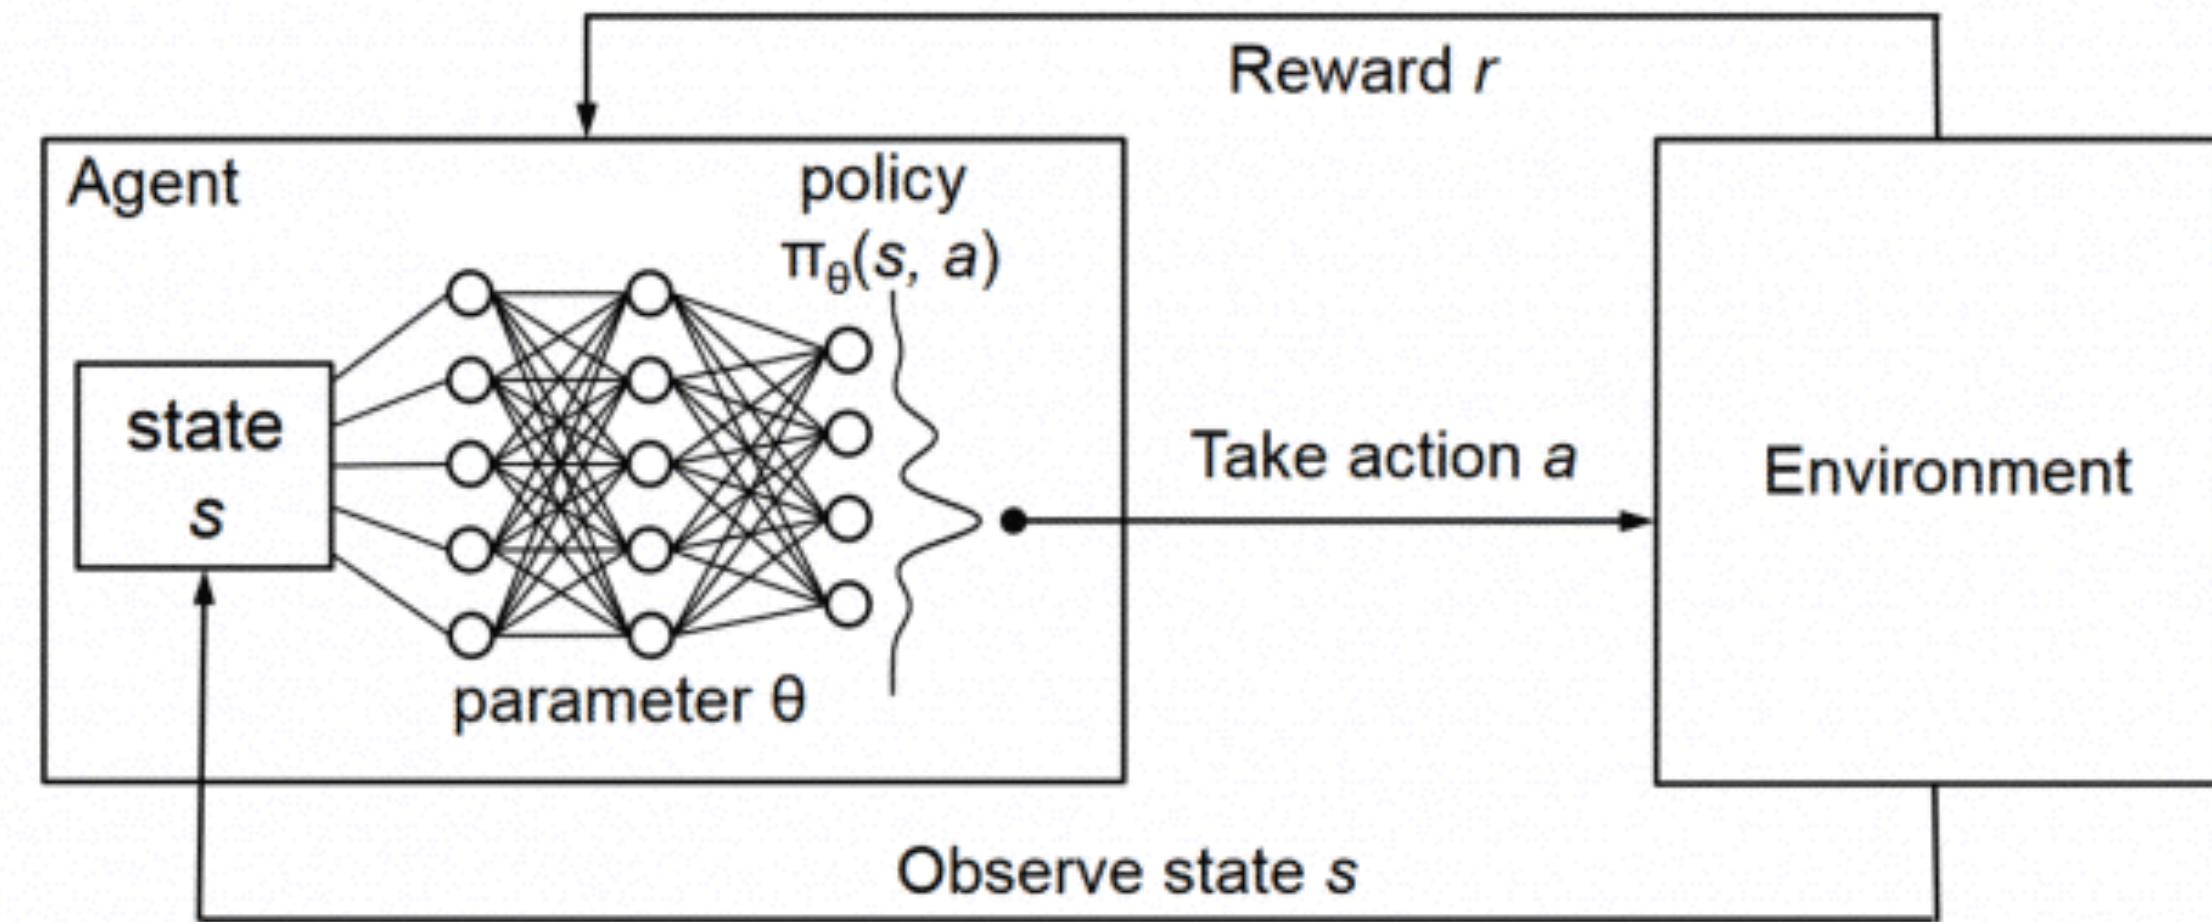 Reward r
Agent
policy
πθ(s, a)
state
s
Take action a
Environment
parameter θ
Observe state s